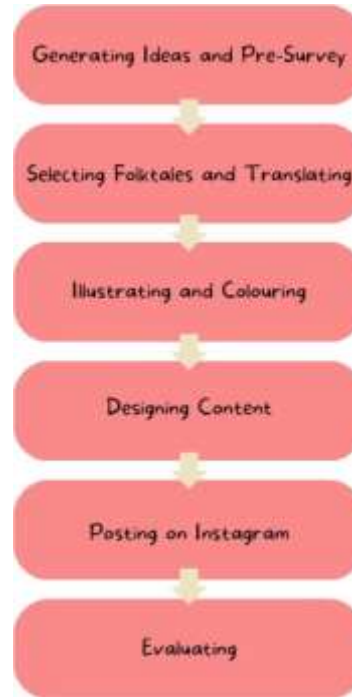 Generating Ideas and Pre-Survey
Selecting Folktales and Translating
Illustrating and Colouring
Designing Content
Posting on Instagram
Evaluating